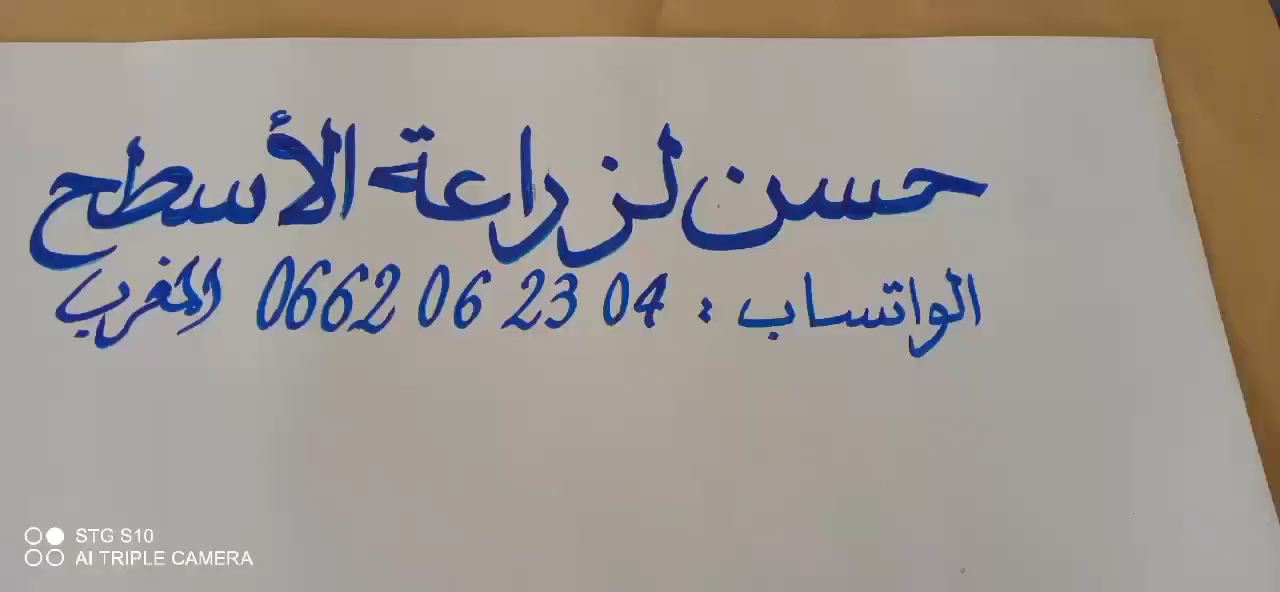 حسن لزراعة الأسطح
الواتساب : 04 23 06 0662 المغرب
STG S10
AI TRIPLE CAMERA